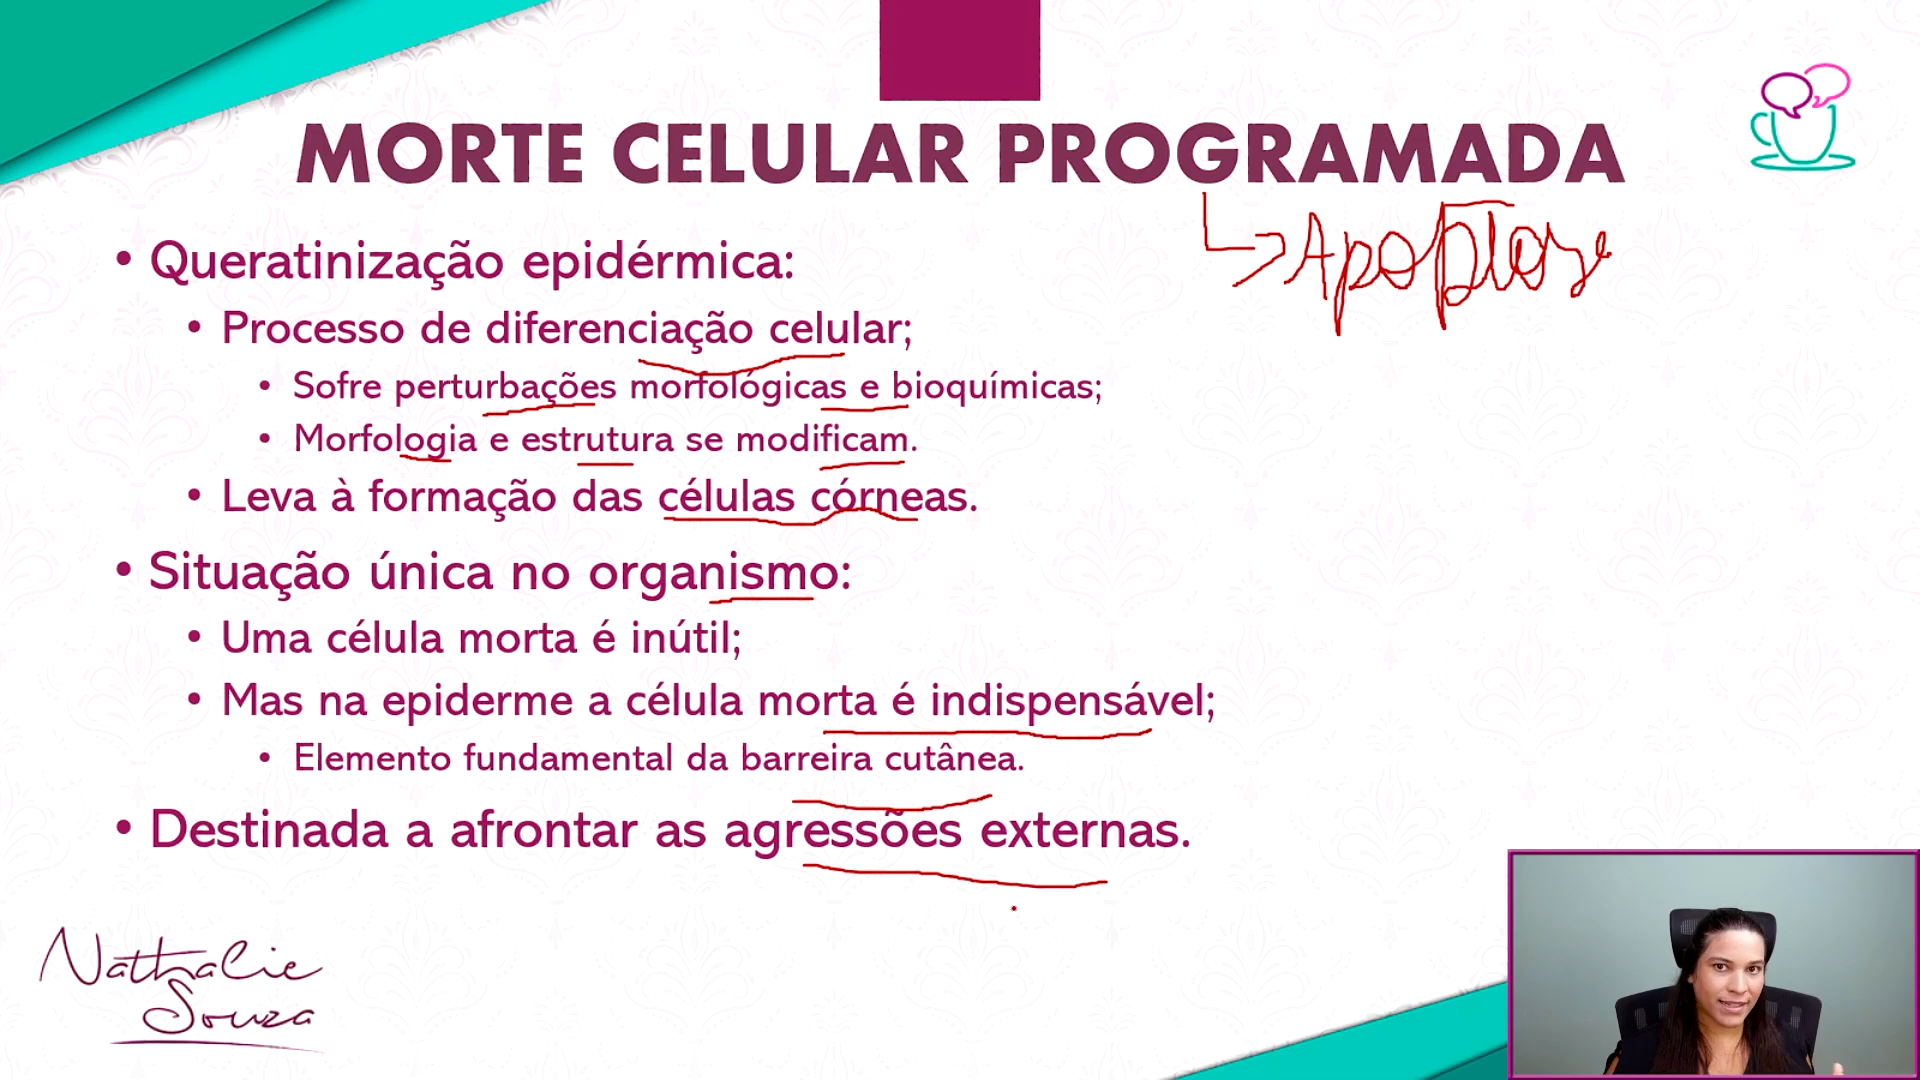 MORTE CELULAR PROGRAMADA
Apoptose
• Queratinização epidérmica:
• Processo de diferenciação celular;
• Sofre perturbações morfológicas e bioquímicas;
• Morfologia e estrutura se modificam.
• Leva à formação das células córneas.
• Situação única no organismo:
• Uma célula morta é inútil;
• Mas na epiderme a célula morta é indispensável;
• Elemento fundamental da barreira cutânea.
• Destinada a afrontar as agressões externas.
Nathalie
Souza